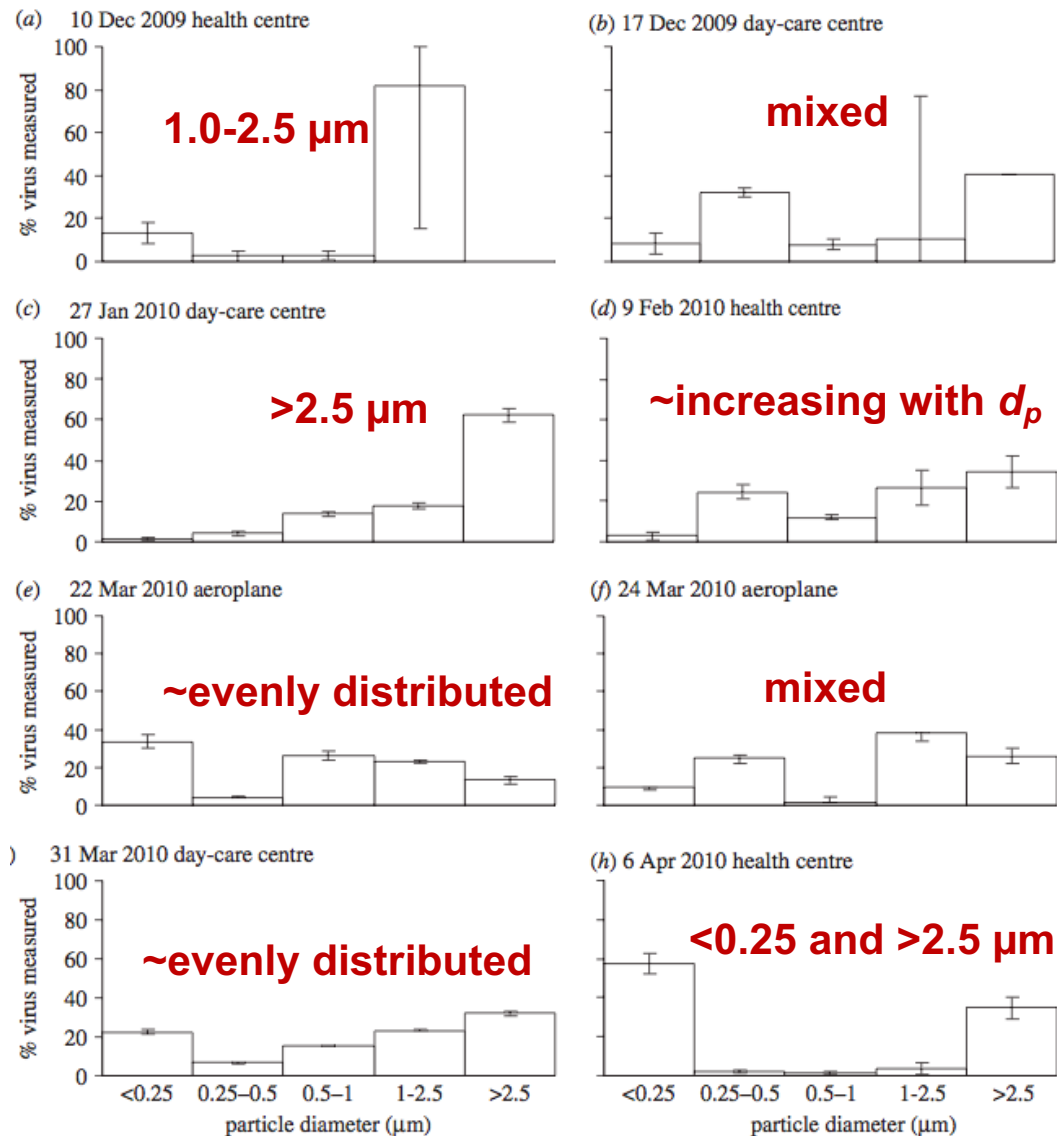 (a) 10 Dec 2009 health centre
% virus measured
100
80
60
40
20
0
1.0-2.5 µm
(b) 17 Dec 2009 day-care centre
mixed
(c) 27 Jan 2010 day-care centre
% virus measured
100
80
60
40
20
0
>2.5 µm
(d) 9 Feb 2010 health centre
~increasing with dp
(e) 22 Mar 2010 aeroplane
% virus measured
100
80
60
40
20
0
~evenly distributed
(f) 24 Mar 2010 aeroplane
mixed
) 31 Mar 2010 day-care centre
% virus measured
100
80
60
40
20
0
~evenly distributed
<0.25 0.25–0.5 0.5–1 1-2.5 >2.5
particle diameter (µm)
(h) 6 Apr 2010 health centre
<0.25 and >2.5 µm
<0.25 0.25–0.5 0.5–1 1-2.5 >2.5
particle diameter (µm)